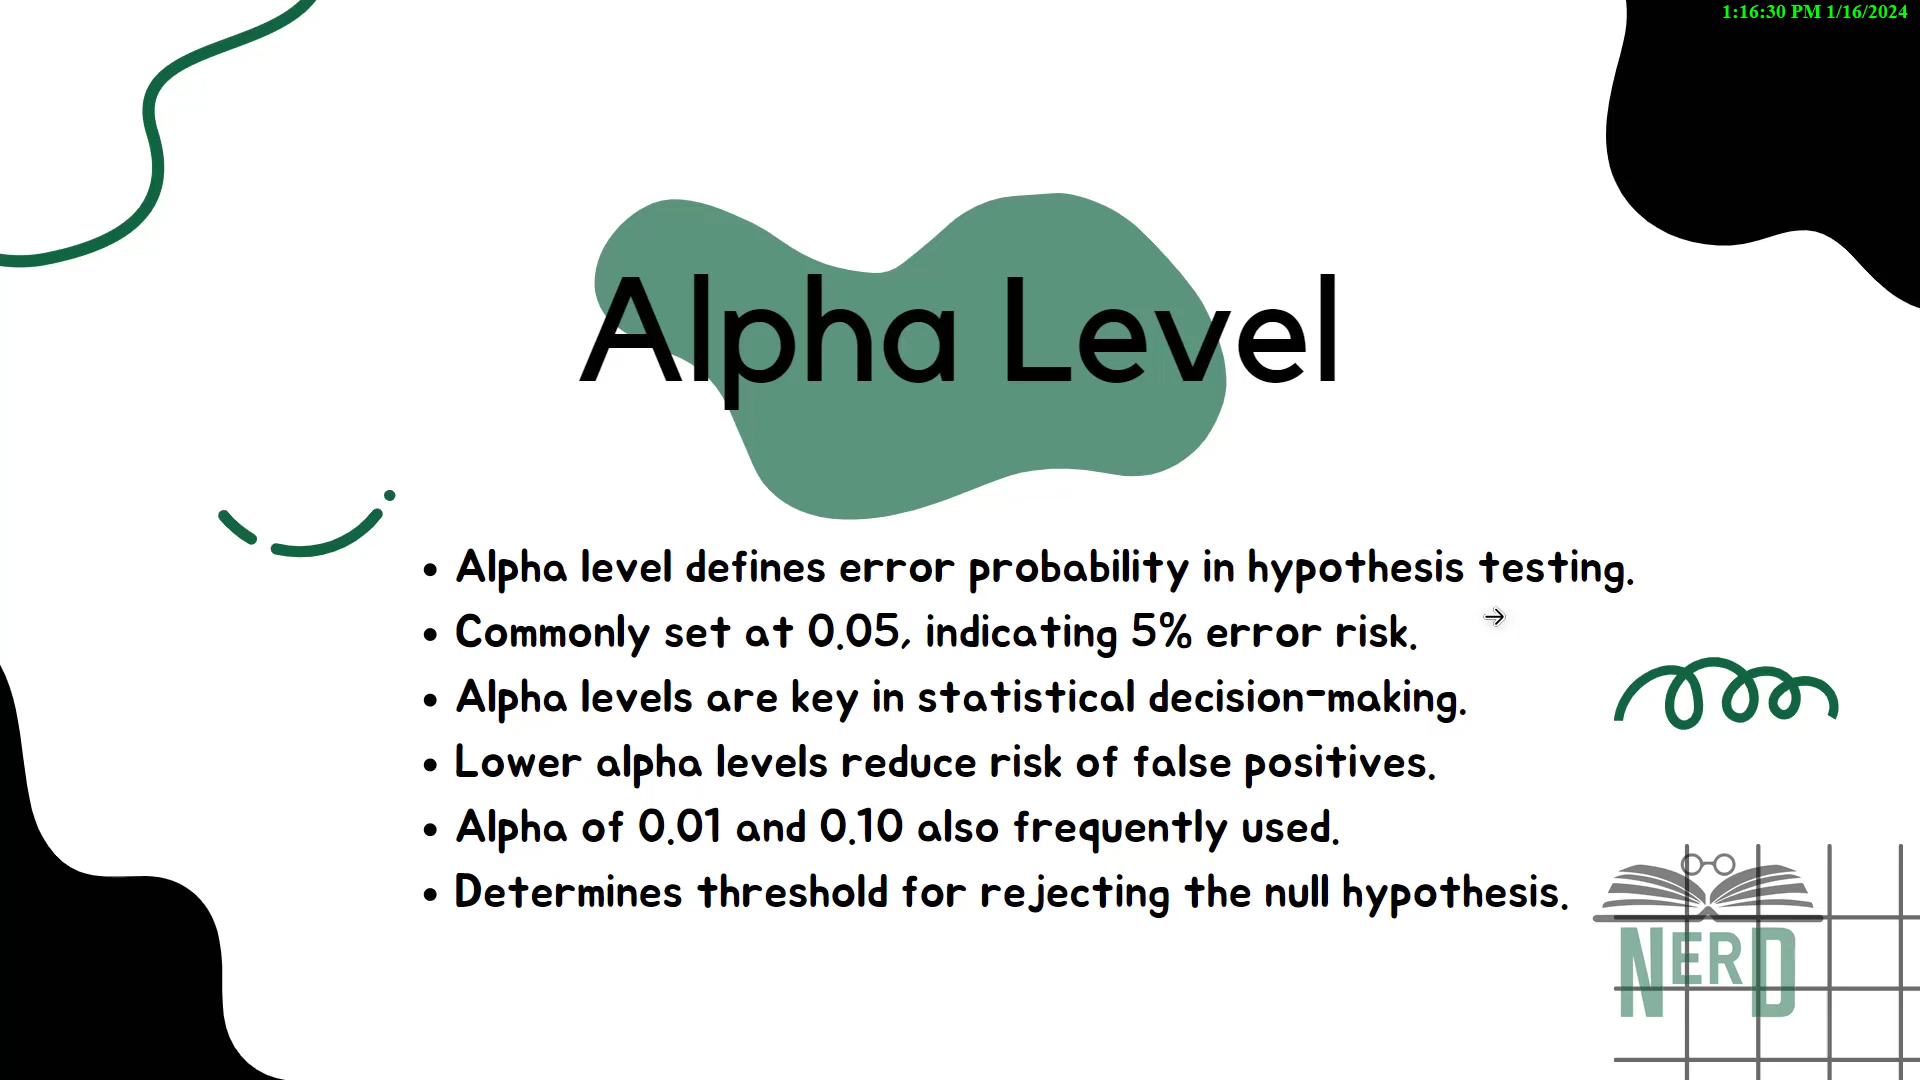 1:16:30 PM 1/16/2024
Alpha Level
• Alpha level defines error probability in hypothesis testing.
• Commonly set at 0.05, indicating 5% error risk.
• Alpha levels are key in statistical decision-making.
• Lower alpha levels reduce risk of false positives.
• Alpha of 0.01 and 0.10 also frequently used.
• Determines threshold for rejecting the null hypothesis.
NERD